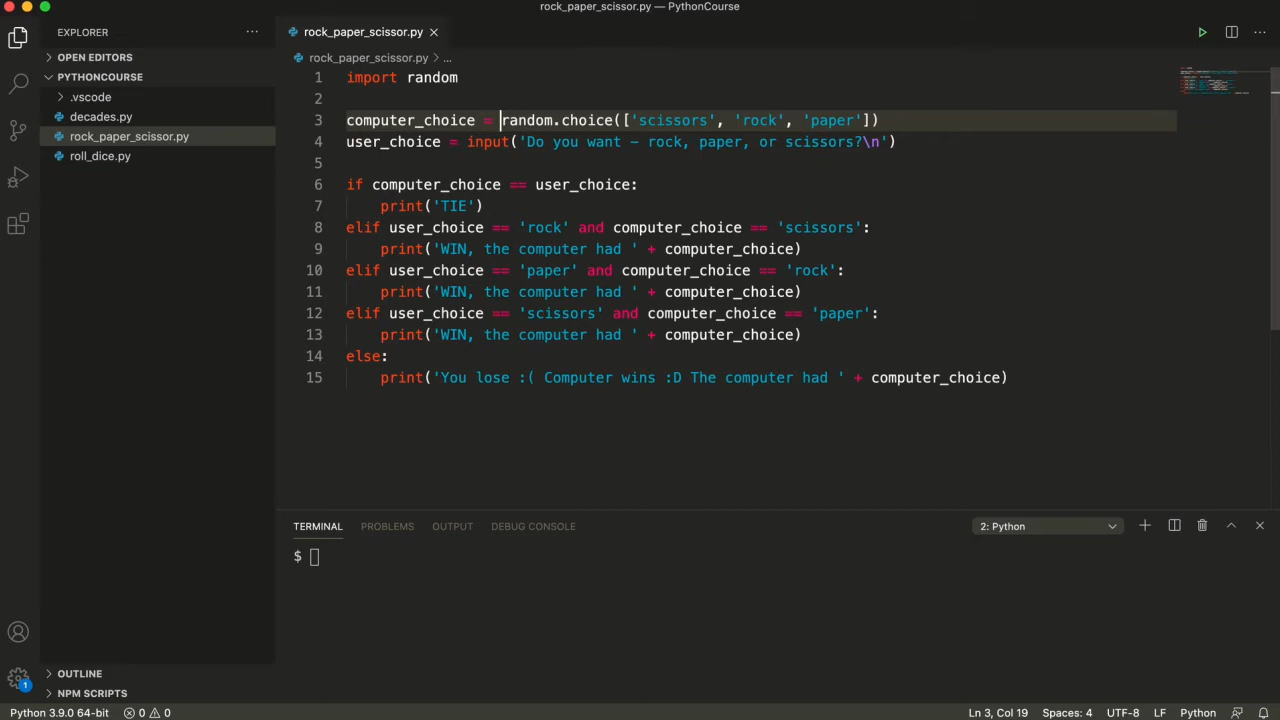 rock_paper_scissor.py — PythonCourse
EXPLORER
OPEN EDITORS
PYTHONCOURSE
.vscode
decades.py
rock_paper_scissor.py
roll_dice.py
OUTLINE
NPM SCRIPTS
rock_paper_scissor.py
rock_paper_scissor.py > ...
1 import random
2
3 computer_choice = random.choice(['scissors', 'rock', 'paper'])
4 user_choice = input('Do you want - rock, paper, or scissors?\n')
5
6 if computer_choice == user_choice:
7     print('TIE')
8 elif user_choice == 'rock' and computer_choice == 'scissors':
9     print('WIN, the computer had ' + computer_choice)
10 elif user_choice == 'paper' and computer_choice == 'rock':
11     print('WIN, the computer had ' + computer_choice)
12 elif user_choice == 'scissors' and computer_choice == 'paper':
13     print('WIN, the computer had ' + computer_choice)
14 else:
15     print('You lose :( Computer wins :D The computer had ' + computer_choice)
TERMINAL PROBLEMS OUTPUT DEBUG CONSOLE 2: Python
$
1
Python 3.9.0 64-bit 0 0 Ln 3, Col 19 Spaces: 4 UTF-8 LF Python